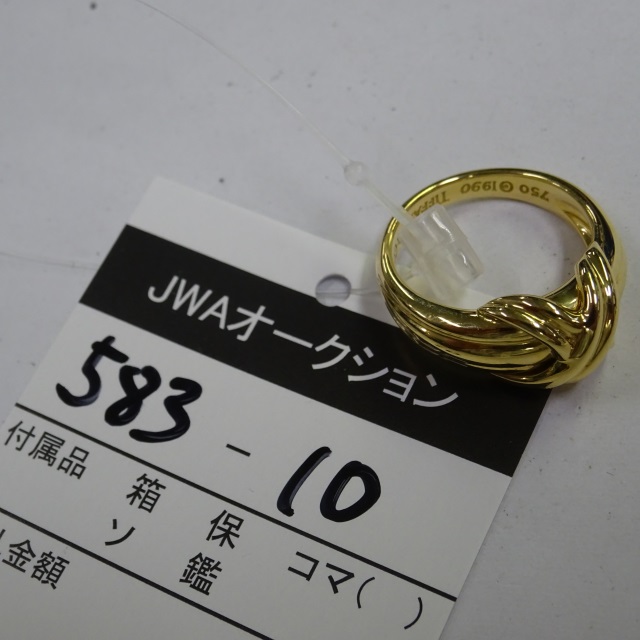 750 ©1990
JWAオークション
583-10
付属品 箱 保 コマ( )
ソ 鑑
金額